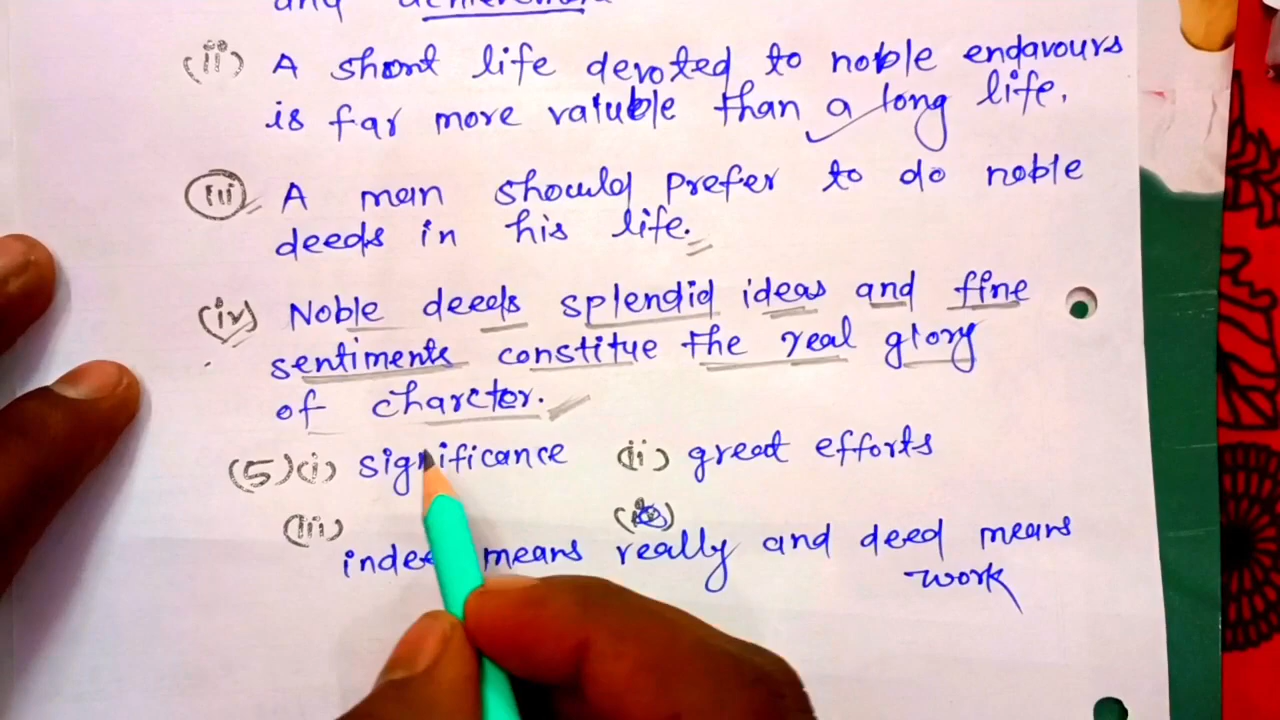 and achievement
(ii) A short life devoted to noble endavours
is far more valuble than a long life.
(iii) A man should prefer to do noble
deeds in his life.
(iv) Noble deeds splendid ideas and fine
sentiments constitue the real glory
of charctor.
(5)(i) significance (ii) great efforts
(iii)
indeed means really and deed means
work